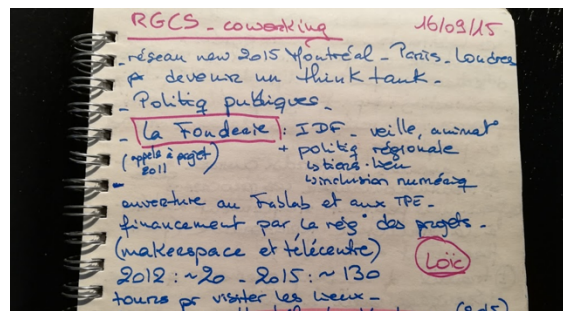 RGCS - coworking 16/09/15
- réseau new 2015 Montréal - Paris - Londres
pr devenir un think tank -
- Politiq publiques -
- La Fonderie : IDF - veille, animat°
(appels à projet + politiq régionale
2011) ↳ tiers-lieu
↳ inclusion numériq
- ouverture au Fablab et aux TPE -
financement par la rég° des projets -
(makerspace et télécentre) Loïc
2012 : ~20 - 2015 : ~130
tours pr visiter les lieux -